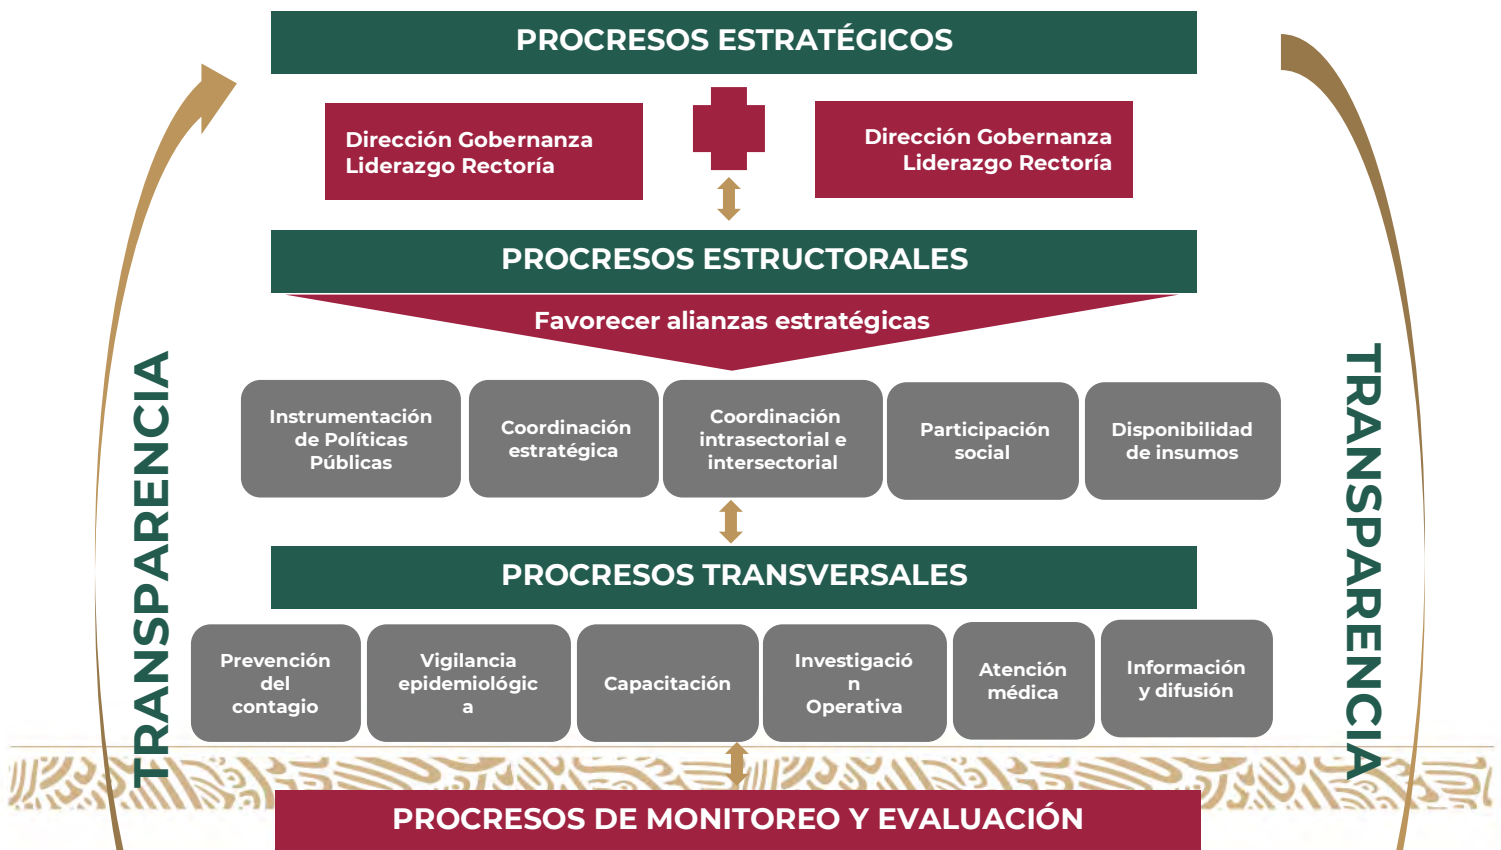 PROCRESOS ESTRATÉGICOS
Dirección Gobernanza
Liderazgo Rectoría
Dirección Gobernanza
Liderazgo Rectoría
PROCRESOS ESTRUCTORALES
Favorecer alianzas estratégicas
Instrumentación
de Políticas
Públicas
Coordinación
estratégica
Coordinación
intrasectorial e
intersectorial
Participación
social
Disponibilidad
de insumos
PROCRESOS TRANSVERSALES
Prevención
del
contagio
Vigilancia
epidemiológic
a
Capacitación
Investigació
n
Operativa
Atención
médica
Información
y difusión
PROCRESOS DE MONITOREO Y EVALUACIÓN
TRANSPARENCIA
TRANSPARENCIA